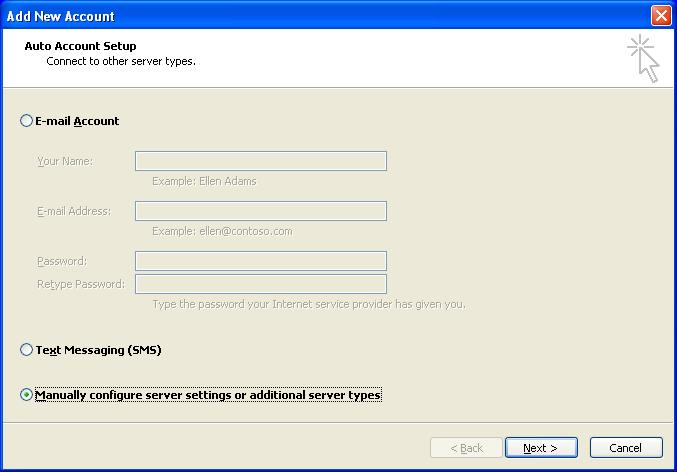 Add New Account
Auto Account Setup
Connect to other server types.
E-mail Account
Your Name:
Example: Ellen Adams
E-mail Address:
Example: ellen@contoso.com
Password:
Retype Password:
Type the password your Internet service provider has given you.
Text Messaging (SMS)
Manually configure server settings or additional server types
< Back Next > Cancel